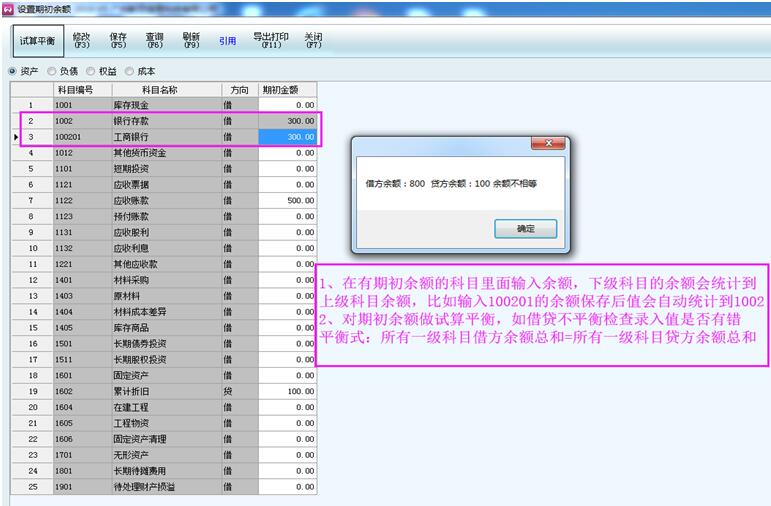 设置期初余额
试算平衡 修改 保存 查询 刷新 引用 导出打印 关闭
(F3) (F5) (F6) (F9) (F11) (F7)
资产 负债 权益 成本
科目编号 科目名称 方向 期初金额
1 1001 库存现金 借 0.00
2 1002 银行存款 借 300.00
3 100201 工商银行 借 300.00
4 1012 其他货币资金 借 0.00
5 1101 短期投资 借 0.00
6 1121 应收票据 借 0.00
7 1122 应收账款 借 500.00
8 1123 预付账款 借 0.00
9 1131 应收股利 借 0.00
10 1132 应收利息 借 0.00
11 1221 其他应收款 借 0.00
12 1401 材料采购 借 0.00
13 1403 原材料 借 0.00
14 1404 材料成本差异 借 0.00
15 1405 库存商品 借 0.00
16 1501 长期债券投资 借 0.00
17 1511 长期股权投资 借 0.00
18 1601 固定资产 借 0.00
19 1602 累计折旧 贷 100.00
20 1604 在建工程 借 0.00
21 1605 工程物资 借 0.00
22 1606 固定资产清理 借 0.00
23 1701 无形资产 借 0.00
24 1801 长期待摊费用 借 0.00
25 1901 待处理财产损溢 借 0.00
借方余额：800 贷方余额：100 余额不相等
确定
1、在有期初余额的科目里面输入余额，下级科目的余额会统计到
上级科目余额，比如输入100201的余额保存后值会自动统计到1002
2、对期初余额做试算平衡，如借贷不平衡检查录入值是否有错
平衡式：所有一级科目借方余额总和=所有一级科目贷方余额总和